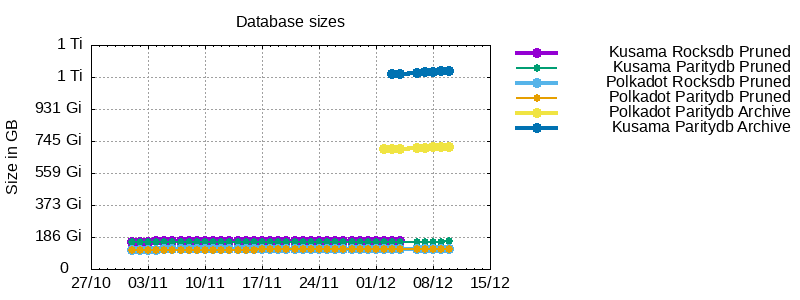 Database sizes
1 Ti
1 Ti
931 Gi
745 Gi
559 Gi
373 Gi
186 Gi
0
Size in GB
27/10 03/11 10/11 17/11 24/11 01/12 08/12 15/12
Kusama Rocksdb Pruned
Kusama Paritydb Pruned
Polkadot Rocksdb Pruned
Polkadot Paritydb Pruned
Polkadot Paritydb Archive
Kusama Paritydb Archive